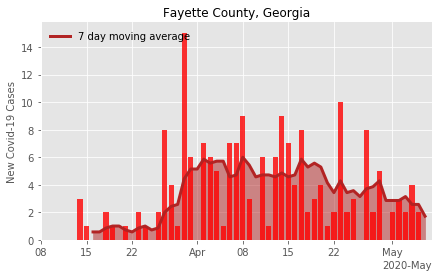 Fayette County, Georgia
7 day moving average
New Covid-19 Cases
14
12
10
8
6
4
2
0
08 15 22 Apr 08 15 22 May
2020-May